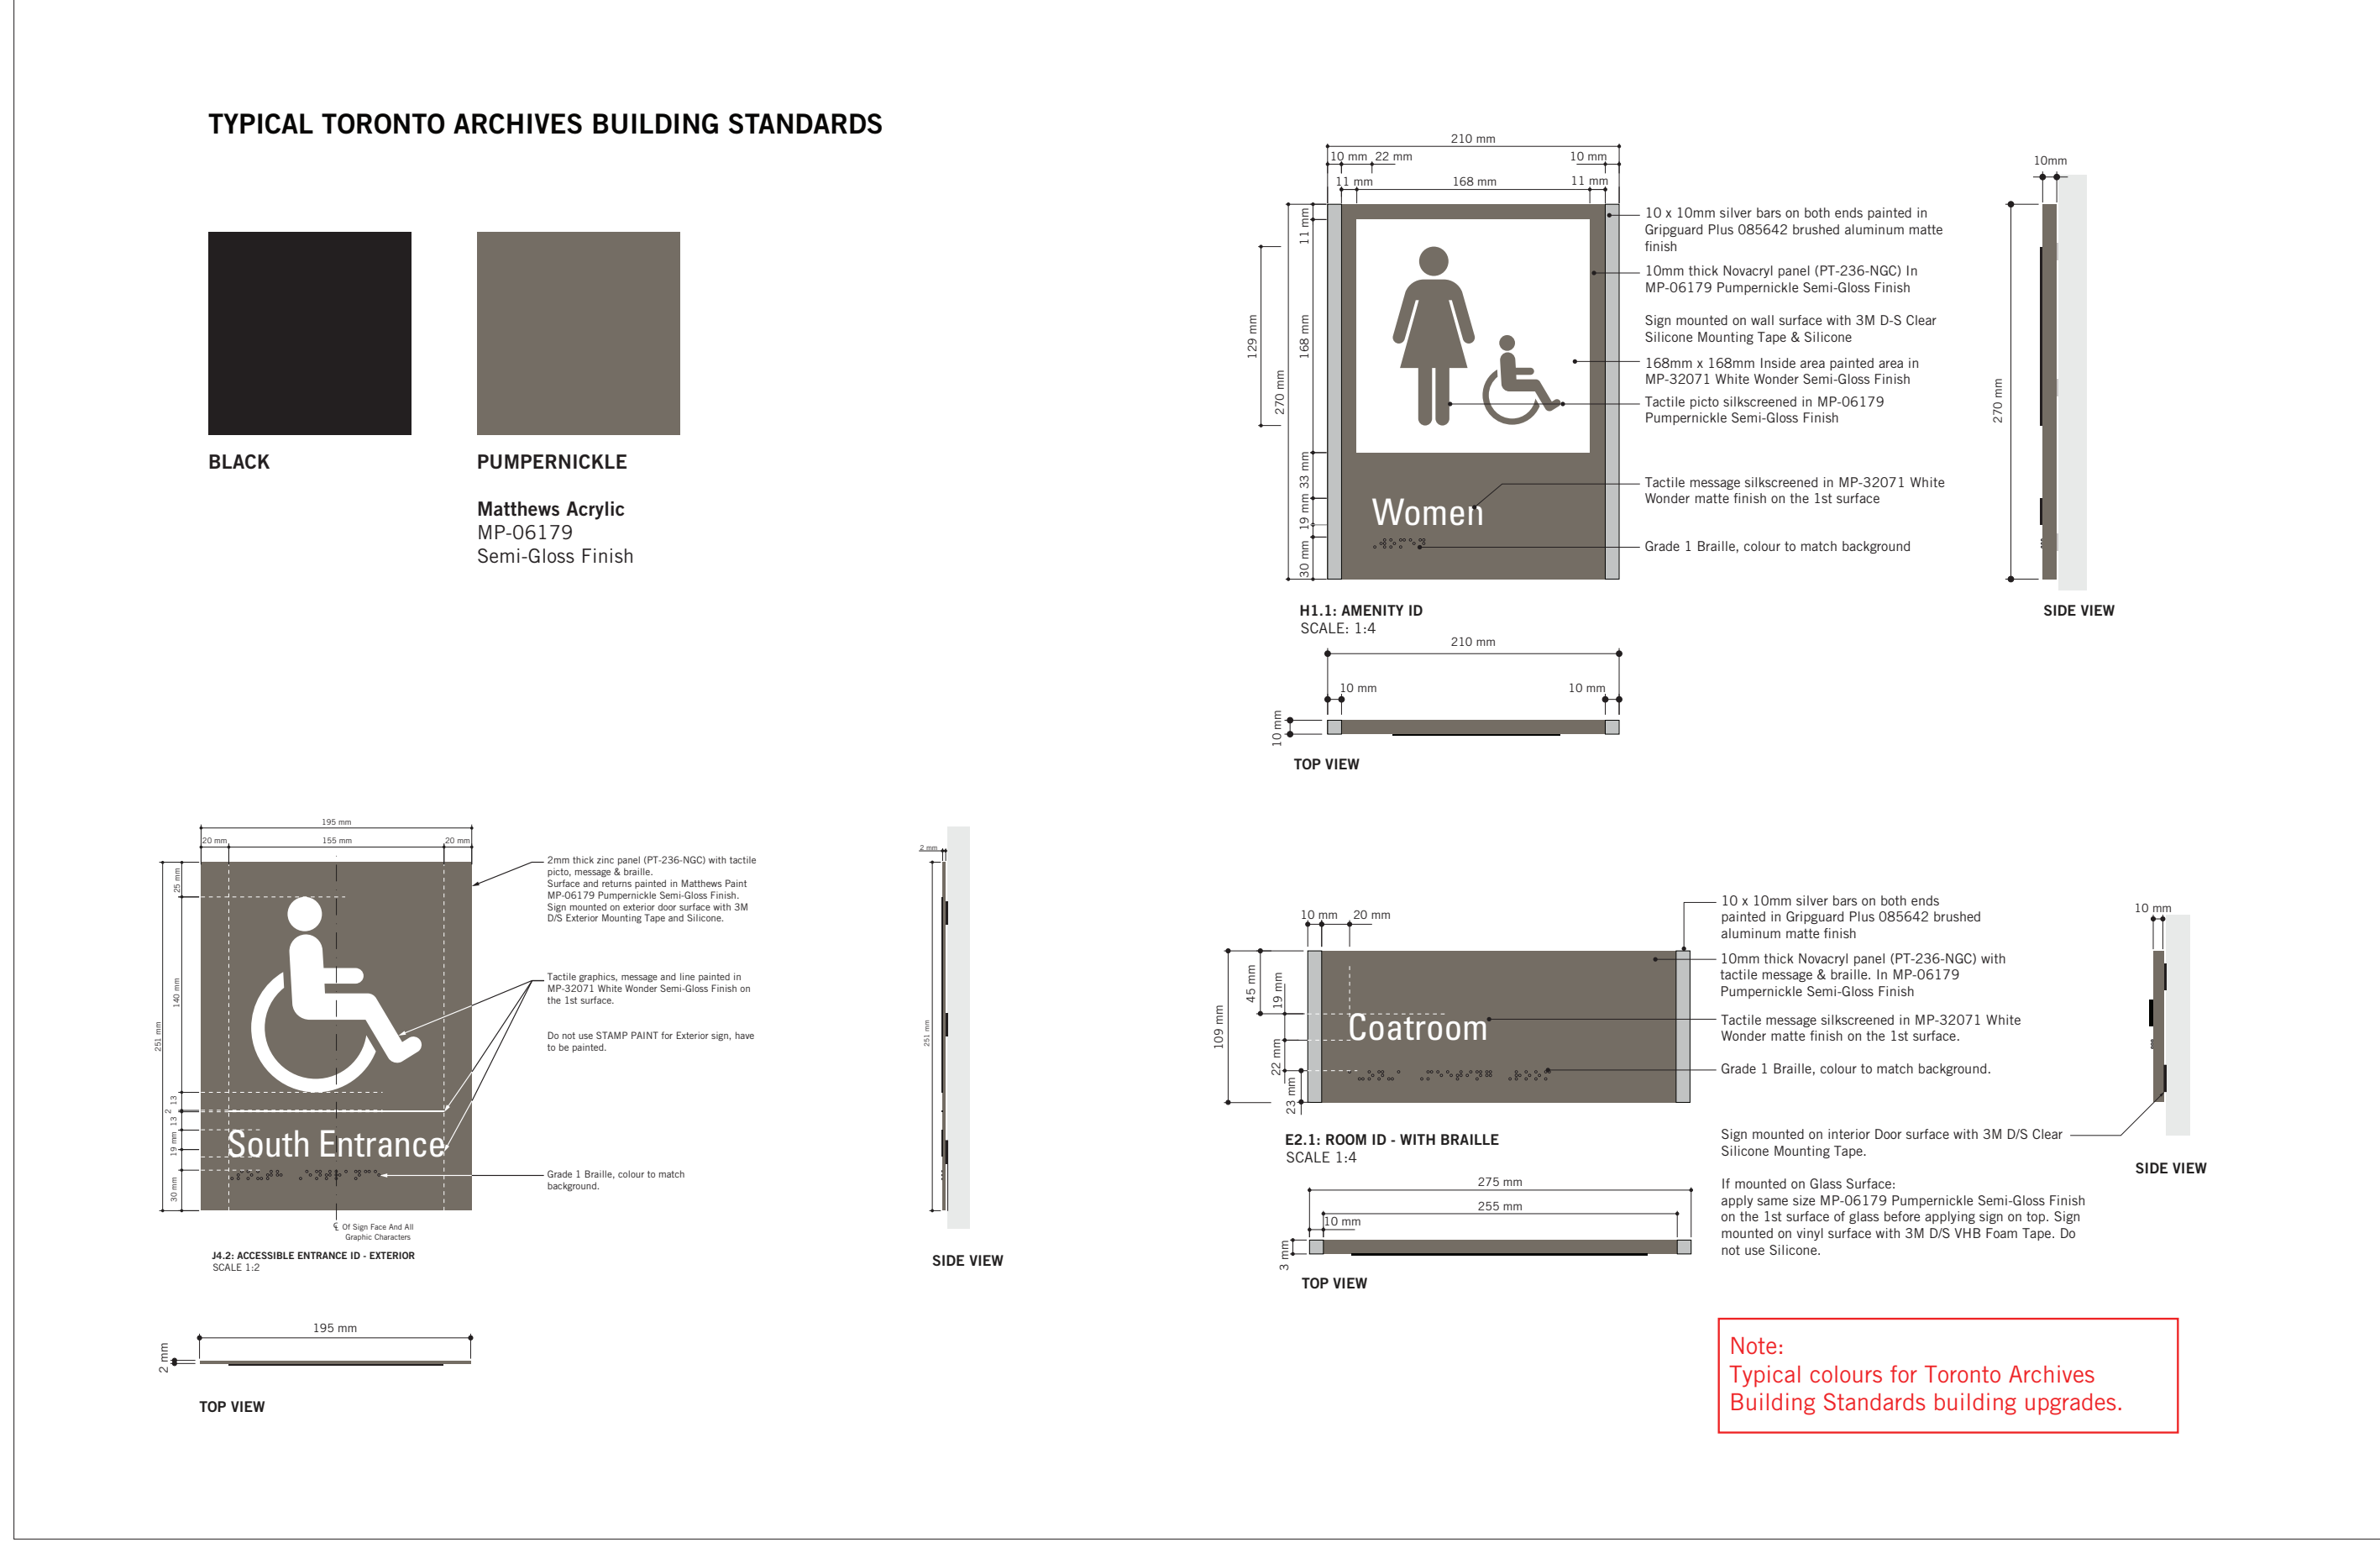 TYPICAL TORONTO ARCHIVES BUILDING STANDARDS
BLACK
PUMPERNICKLE
Matthews Acrylic
MP-06179
Semi-Gloss Finish
210 mm
10 mm
22 mm
10 mm
11 mm
168 mm
11 mm
11 mm
129 mm
168 mm
270 mm
33 mm
19 mm
30 mm
Women
10 x 10mm silver bars on both ends painted in
Gripguard Plus 085642 brushed aluminum matte
finish
10mm thick Novacryl panel (PT-236-NGC) In
MP-06179 Pumpernickle Semi-Gloss Finish
Sign mounted on wall surface with 3M D-S Clear
Silicone Mounting Tape & Silicone
168mm x 168mm Inside area painted area in
MP-32071 White Wonder Semi-Gloss Finish
Tactile picto silkscreened in MP-06179
Pumpernickle Semi-Gloss Finish
Tactile message silkscreened in MP-32071 White
Wonder matte finish on the 1st surface
Grade 1 Braille, colour to match background
H1.1: AMENITY ID
SCALE: 1:4
10mm
270 mm
SIDE VIEW
210 mm
10 mm
10 mm
10 mm
TOP VIEW
195 mm
20 mm
155 mm
20 mm
25 mm
140 mm
251 mm
13
2
13
19 mm
30 mm
South Entrance
2mm thick zinc panel (PT-236-NGC) with tactile
picto, message & braille.
Surface and returns painted in Matthews Paint
MP-06179 Pumpernickle Semi-Gloss Finish.
Sign mounted on exterior door surface with 3M
D/S Exterior Mounting Tape and Silicone.
Tactile graphics, message and line painted in
MP-32071 White Wonder Semi-Gloss Finish on
the 1st surface.
Do not use STAMP PAINT for Exterior sign, have
to be painted.
Grade 1 Braille, colour to match
background.
℄ Of Sign Face And All
Graphic Characters
J4.2: ACCESSIBLE ENTRANCE ID - EXTERIOR
SCALE 1:2
2 mm
251 mm
SIDE VIEW
195 mm
2 mm
TOP VIEW
10 mm
20 mm
45 mm
19 mm
109 mm
22 mm
23 mm
Coatroom
10 x 10mm silver bars on both ends
painted in Gripguard Plus 085642 brushed
aluminum matte finish
10mm thick Novacryl panel (PT-236-NGC) with
tactile message & braille. In MP-06179
Pumpernickle Semi-Gloss Finish
Tactile message silkscreened in MP-32071 White
Wonder matte finish on the 1st surface.
Grade 1 Braille, colour to match background.
Sign mounted on interior Door surface with 3M D/S Clear
Silicone Mounting Tape.
If mounted on Glass Surface:
apply same size MP-06179 Pumpernickle Semi-Gloss Finish
on the 1st surface of glass before applying sign on top. Sign
mounted on vinyl surface with 3M D/S VHB Foam Tape. Do
not use Silicone.
E2.1: ROOM ID - WITH BRAILLE
SCALE 1:4
10 mm
SIDE VIEW
275 mm
255 mm
10 mm
3 mm
TOP VIEW
Note:
Typical colours for Toronto Archives
Building Standards building upgrades.